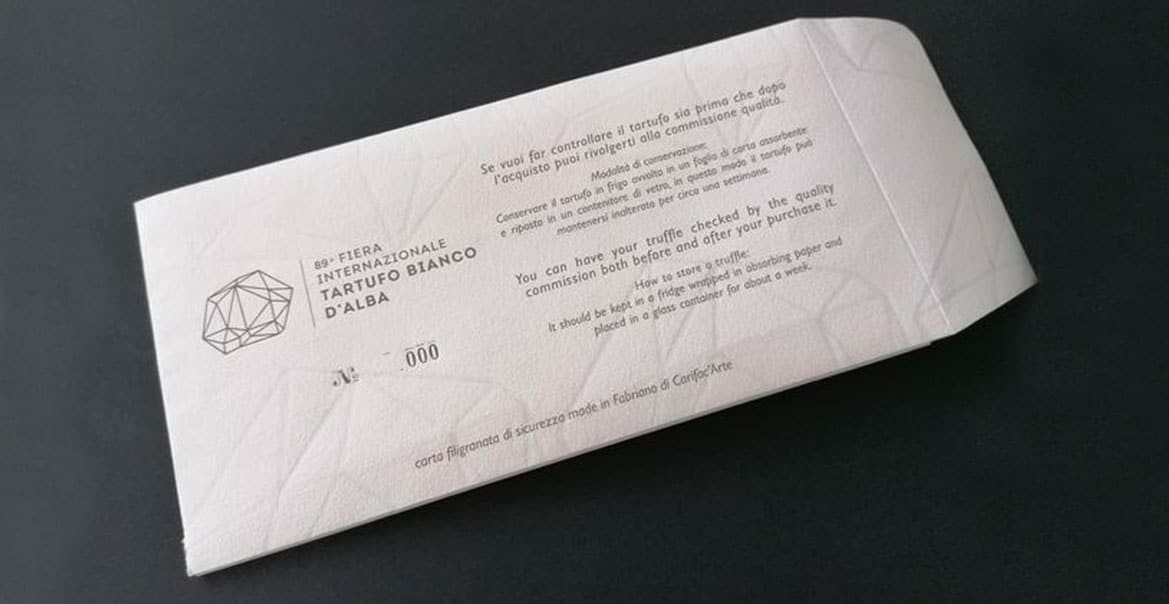 89ª FIERA
INTERNAZIONALE
TARTUFO BIANCO
D'ALBA
№ 000
Se vuoi far controllare il tartufo sia prima che dopo
l'acquisto puoi rivolgerti alla commissione qualità.
Modalità di conservazione:
Conservare il tartufo in frigo avvolto in un foglio di carta assorbente
e riposto in un contenitore di vetro, in questo modo il tartufo può
mantenersi inalterato per circa una settimana.
You can have your truffle checked by the quality
commission both before and after your purchase it.
How to store a truffle:
It should be kept in a fridge wrapped in absorbing paper and
placed in a glass container for about a week.
carta filigranata di sicurezza made in Fabriano di Carifac'Arte